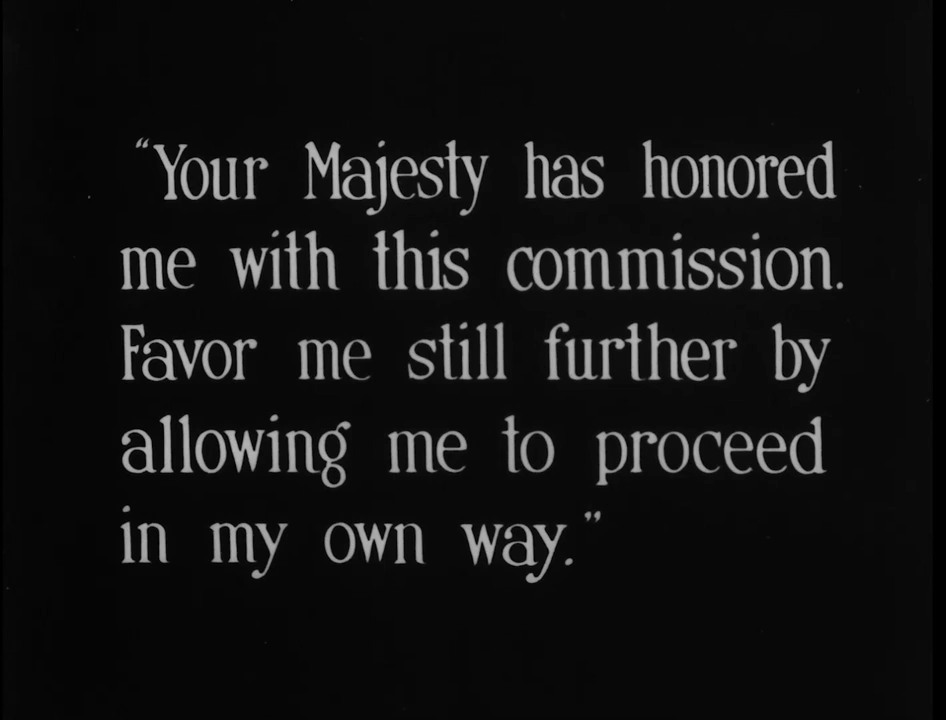 “Your Majesty has honored
me with this commission.
Favor me still further by
allowing me to proceed
in my own way.”